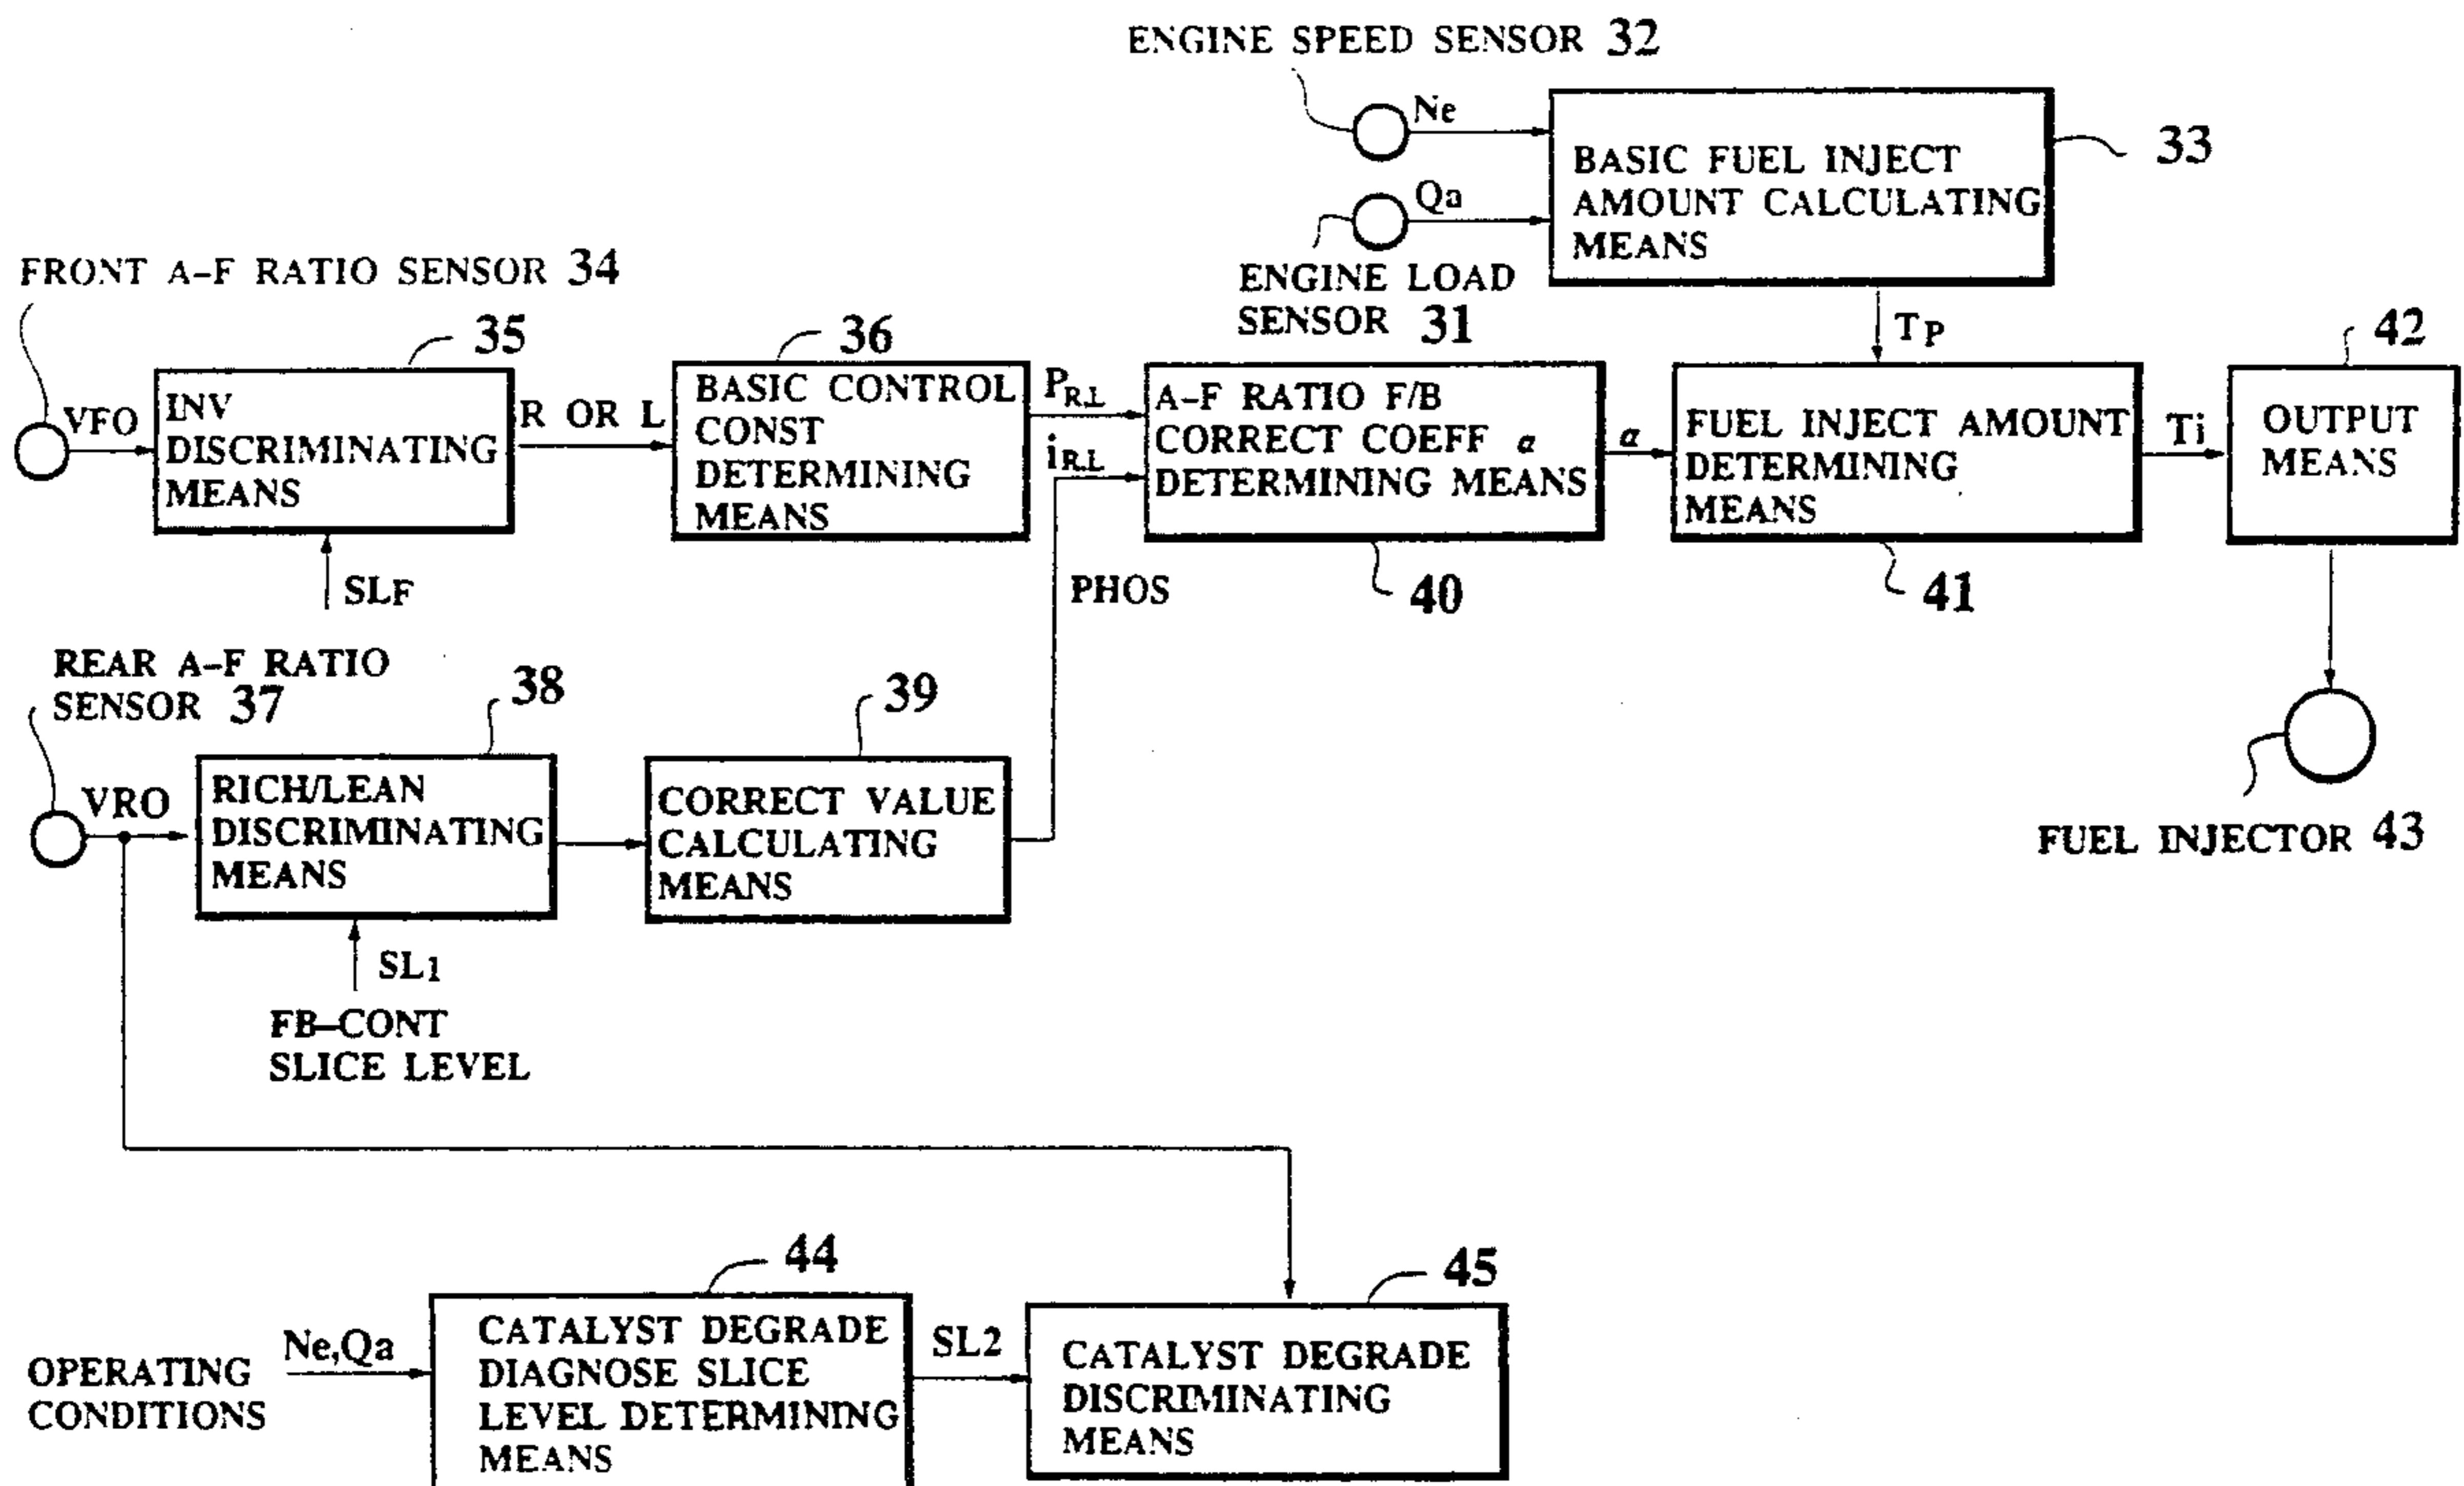 ENGINE SPEED SENSOR 32
Ne
Qa
BASIC FUEL INJECT
AMOUNT CALCULATING
MEANS
33
ENGINE LOAD
SENSOR 31
TP
FRONT A-F RATIO SENSOR 34
VFO
35
INV
DISCRIMINATING
MEANS
SLF
R OR L
36
BASIC CONTROL
CONST
DETERMINING
MEANS
PR.L
iR.L
A-F RATIO F/B
CORRECT COEFF α
DETERMINING MEANS
40
α
FUEL INJECT AMOUNT
DETERMINING
MEANS
41
Ti
42
OUTPUT
MEANS
PHOS
REAR A-F RATIO
SENSOR 37
VRO
38
RICH/LEAN
DISCRIMINATING
MEANS
SL1
FB-CONT
SLICE LEVEL
39
CORRECT VALUE
CALCULATING
MEANS
FUEL INJECTOR 43
OPERATING
CONDITIONS
Ne,Qa
44
CATALYST DEGRADE
DIAGNOSE SLICE
LEVEL DETERMINING
MEANS
SL2
45
CATALYST DEGRADE
DISCRIMINATING
MEANS